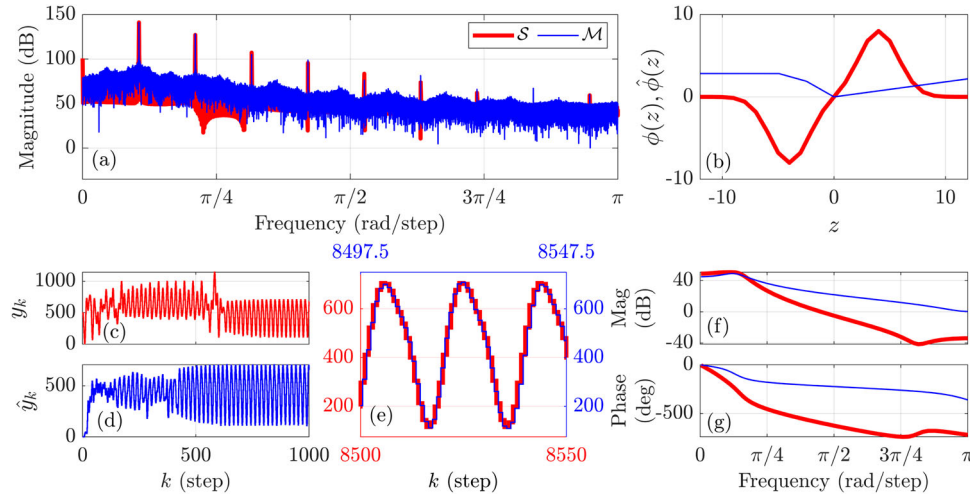 150
100
50
0
Magnitude (dB)
(a)
S M
0 π/4 π/2 3π/4 π
Frequency (rad/step)
10
0
-10
ϕ(z), ϕ̂(z)
(b)
-10 0 10
z
1000
500
0
y_k
(c)
500
0
ŷ_k
(d)
0 500 1000
k (step)
8497.5 8547.5
600
400
200
600
400
200
(e)
8500 8550
k (step)
40
0
-40
Mag
(dB)
(f)
0
-500
Phase
(deg)
(g)
0 π/4 π/2 3π/4 π
Frequency (rad/step)